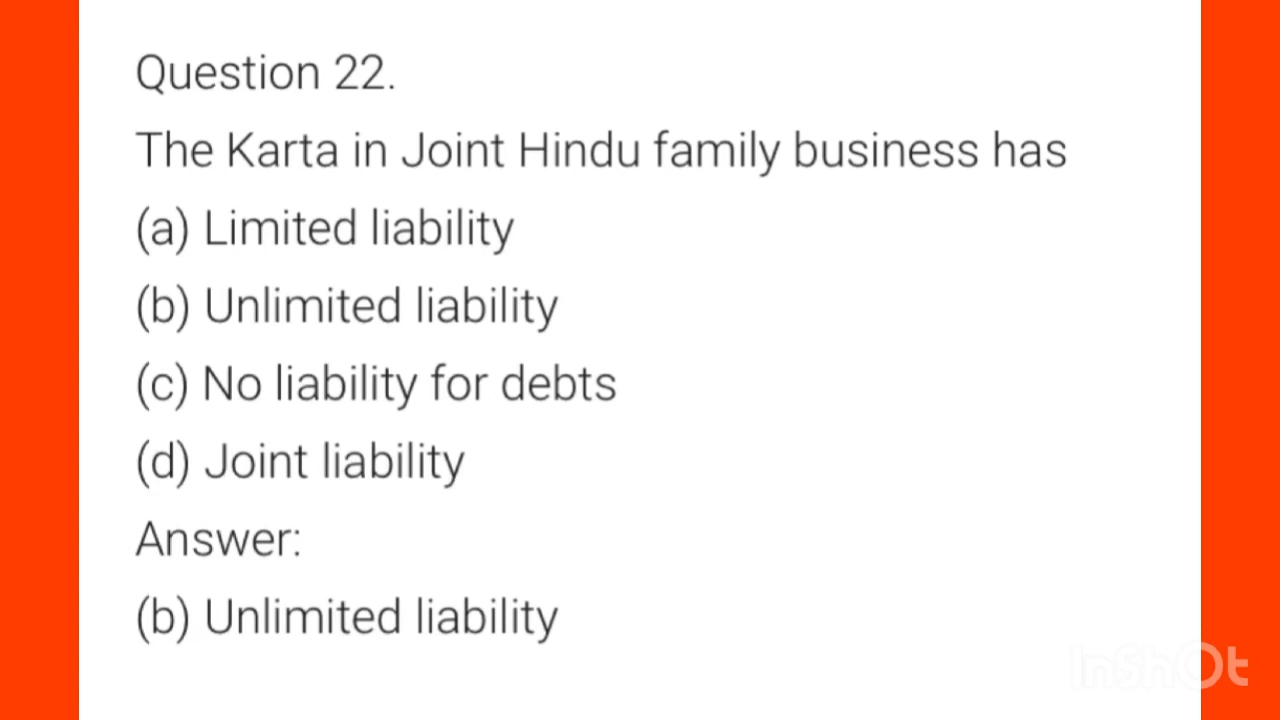 Question 22.
The Karta in Joint Hindu family business has
(a) Limited liability
(b) Unlimited liability
(c) No liability for debts
(d) Joint liability
Answer:
(b) Unlimited liability
InShOt